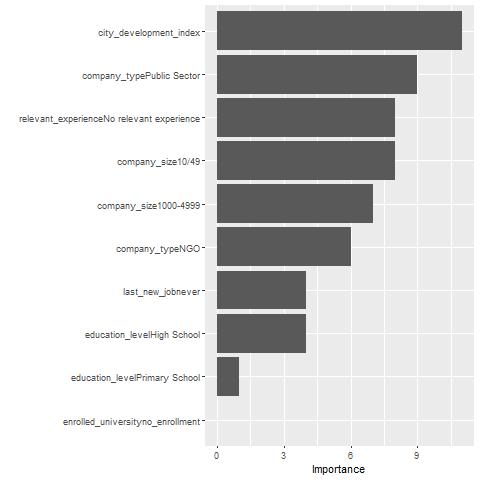 city_development_index
company_typePublic Sector
relevant_experienceNo relevant experience
company_size10/49
company_size1000-4999
company_typeNGO
last_new_jobnever
education_levelHigh School
education_levelPrimary School
enrolled_universityno_enrollment
0 3 6 9
Importance